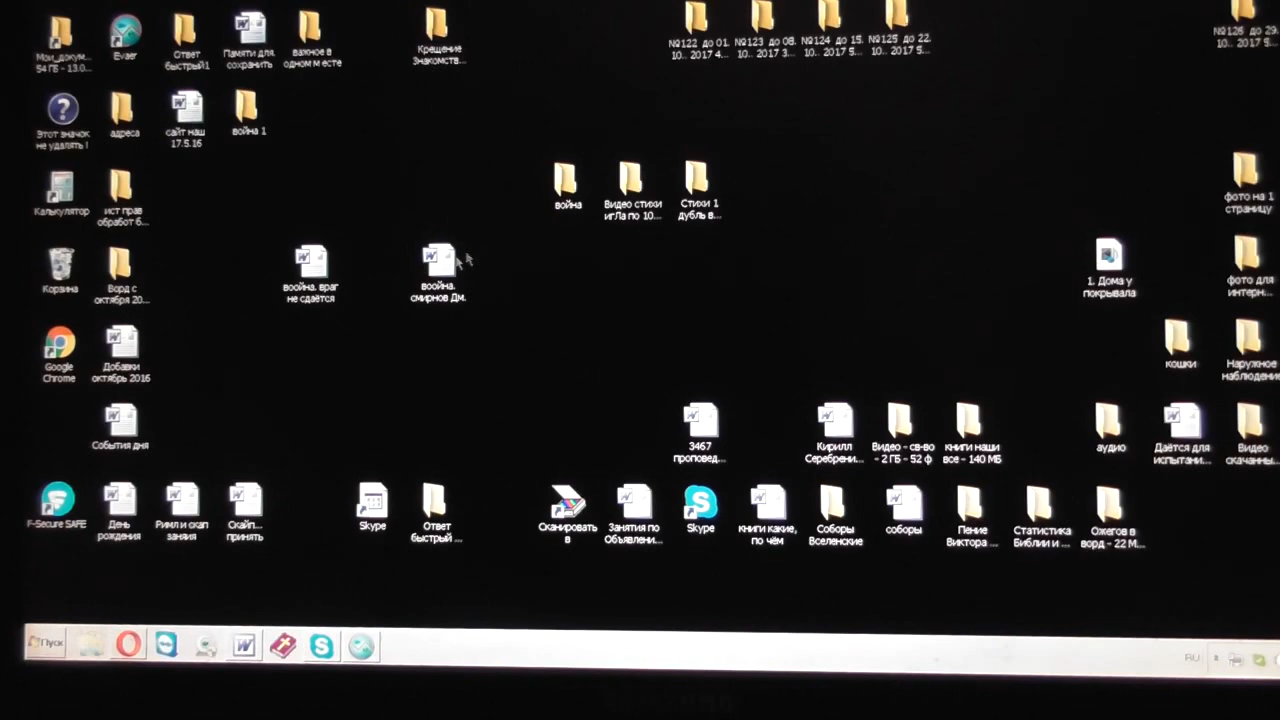 Мои_докум...
54 ГБ - 13.0...
Evaer
Ответ
быстрый1
Памяти для.
сохранить
важное в
одном м есте
Крещение
Знакомств...
№122 до 01.
10.. 2017 4...
№123 до 08.
10.. 2017 3...
№124 до 15.
10.. 2017 5...
№125 до 22.
10.. 2017 5...
№126 до 29.
10.. 2017 5...
Этот значок
не удалять !
адреса
сайт наш
17.5.16
война 1
Калькулятор
ист прав
обработ 6...
война
Видео стихи
игЛа по 10...
Стихи 1
дубль в...
фото на 1
страницу
Корзина
Ворд с
октября 20...
воойна. враг
не сдаётся
воойна.
смирнов Дм.
1. Дома у
покрывала
фото для
интерн...
Google
Chrome
Добавки
октябрь 2016
кошки
Наружное
наблюдение
События дня
3467
проповед...
Кирилл
Серебрени...
Видео - св-во
- 2 ГБ - 52 ф
книги наши
все - 140 МБ
аудио
Даётся для
испытани...
Видео
скачанны...
F-Secure SAFE
День
рождения
Римл и скап
заняия
Скайп...
принять
Skype
Ответ
быстрый ...
Сканировать
в
Занятия по
Объявлени...
Skype
книги какие,
по чём
Соборы
Вселенские
соборы
Пение
Виктора ...
Статистика
Библии и ...
Ожегов в
ворд - 22 М...
Пуск
RU